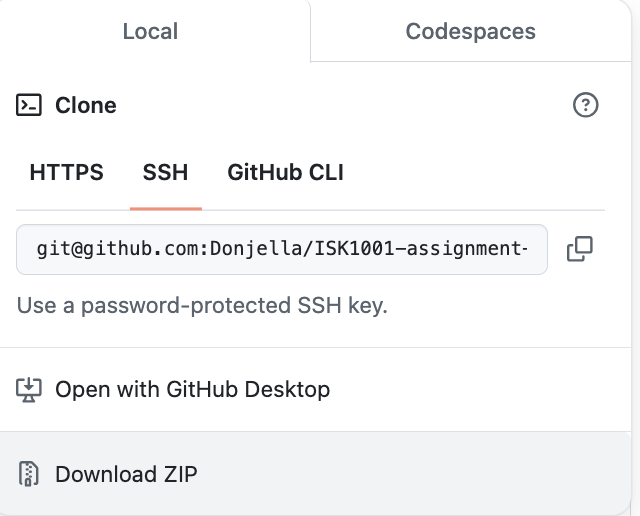 Local
Codespaces
Clone
HTTPS
SSH
GitHub CLI
git@github.com:Donjella/ISK1001-assignment-
Use a password-protected SSH key.
Open with GitHub Desktop
Download ZIP